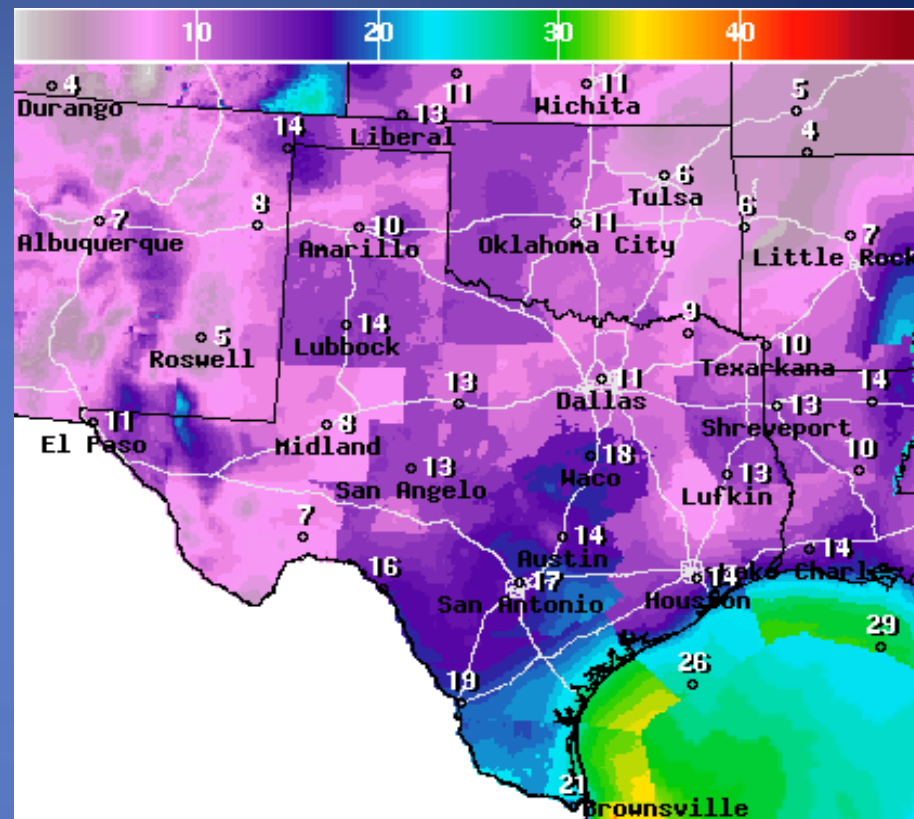 10 20 30 40
4
Durango
11
11
Wichita
5
13
Liberal
14
4
6
Tulsa
7
Albuquerque
8
10
Amarillo
11
Oklahoma City
6
7
Little Rock
5
Roswell
14
Lubbock
9
10
Texarkana
11
El Paso
8
Midland
13
11
Dallas
13
Shreveport
14
13
San Angelo
18
Waco
13
Lufkin
10
7
14
Austin
14
Lake Charles
16
17
San Antonio
14
Houston
19
26
29
21
Brownsville